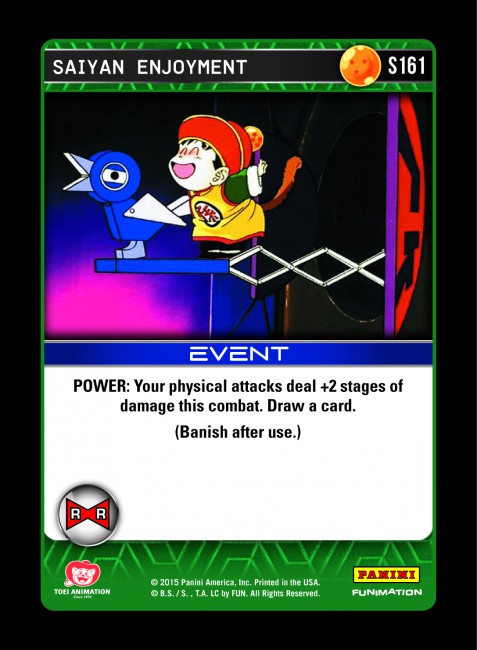 SAIYAN ENJOYMENT
S161
EVENT
POWER: Your physical attacks deal +2 stages of
damage this combat. Draw a card.
(Banish after use.)
R R
TOEI ANIMATION
Since 1956
© 2015 Panini America, Inc. Printed in the USA.
© B.S. / S. , T.A. LC by FUN. All Rights Reserved.
PANINI
FUNIMATION